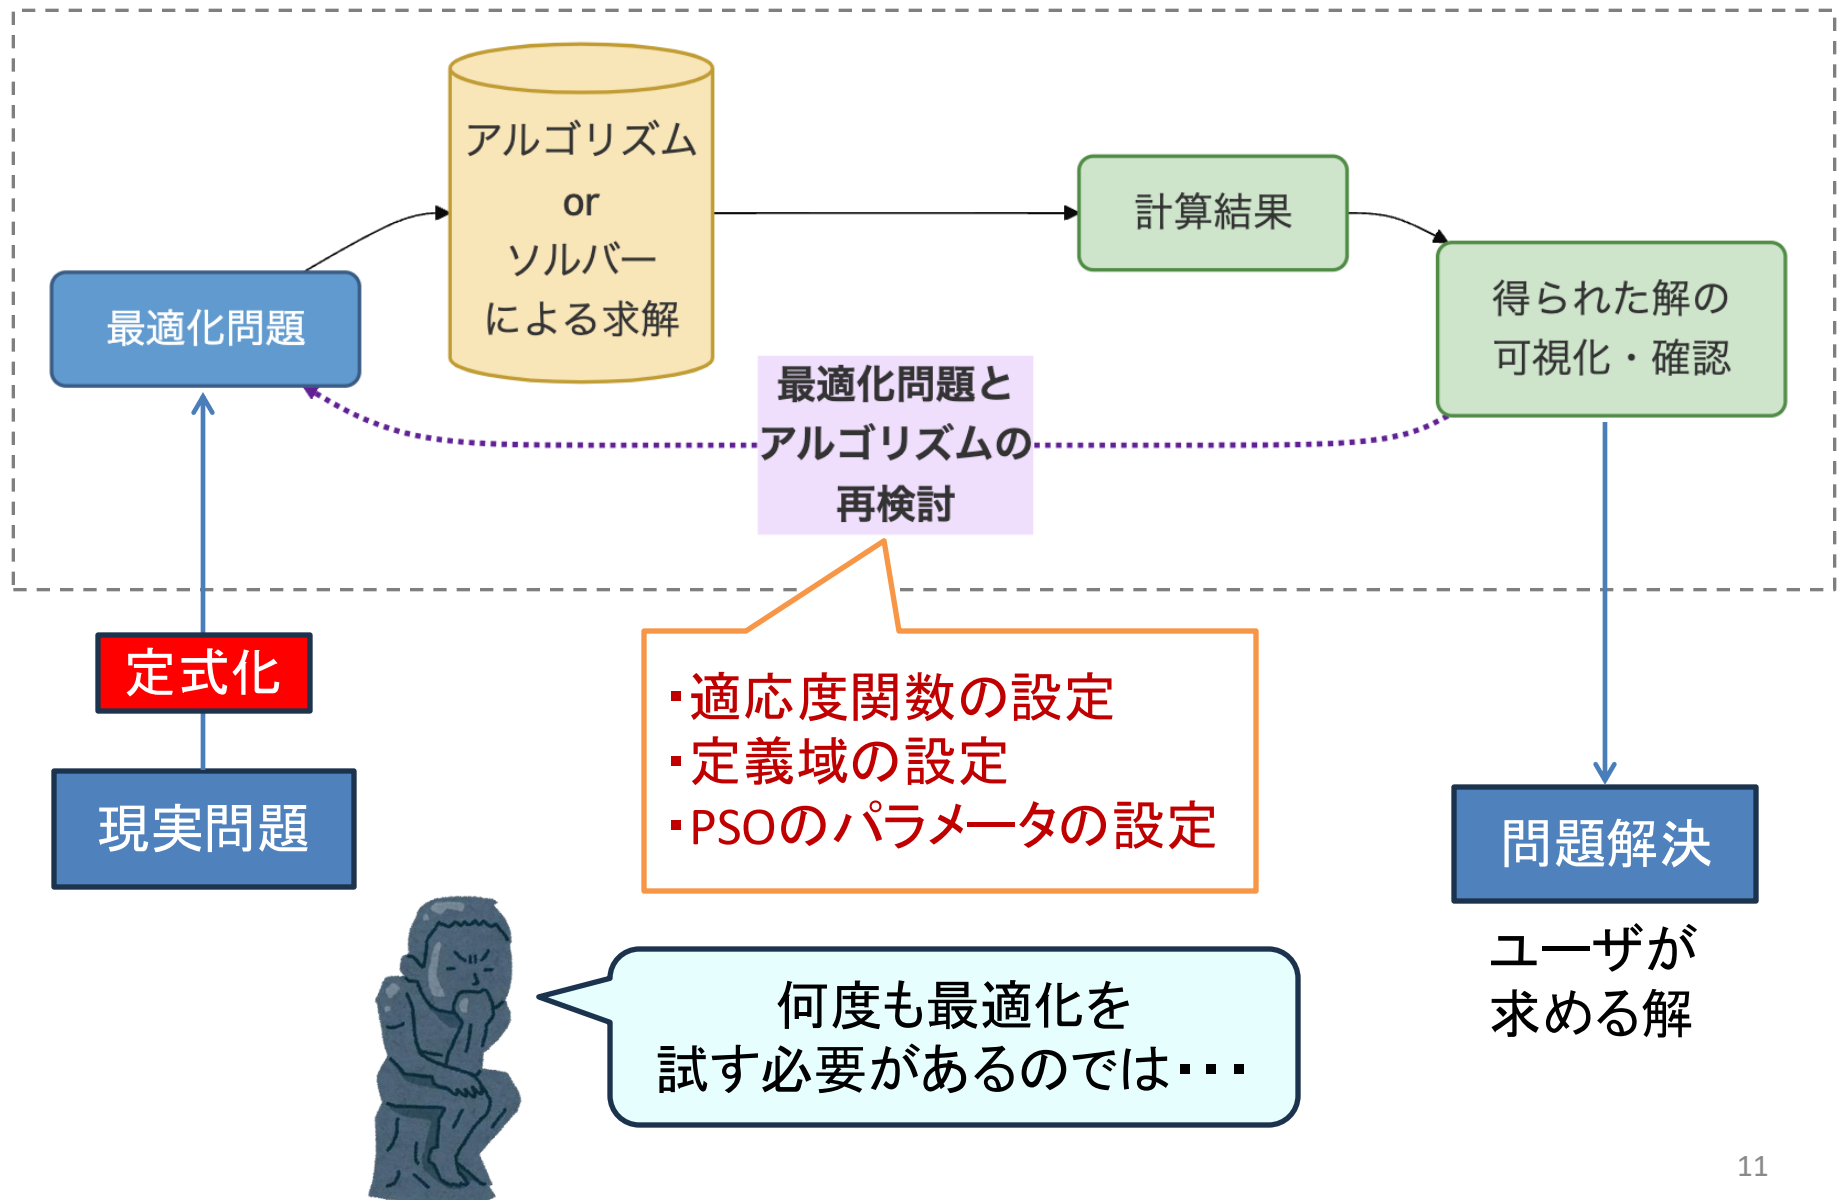 アルゴリズム
or
ソルバー
による求解
計算結果
得られた解の
可視化・確認
最適化問題
最適化問題と
アルゴリズムの
再検討
定式化
現実問題
・適応度関数の設定
・定義域の設定
・PSOのパラメータの設定
問題解決
ユーザが
求める解
何度も最適化を
試す必要があるのでは・・・
11